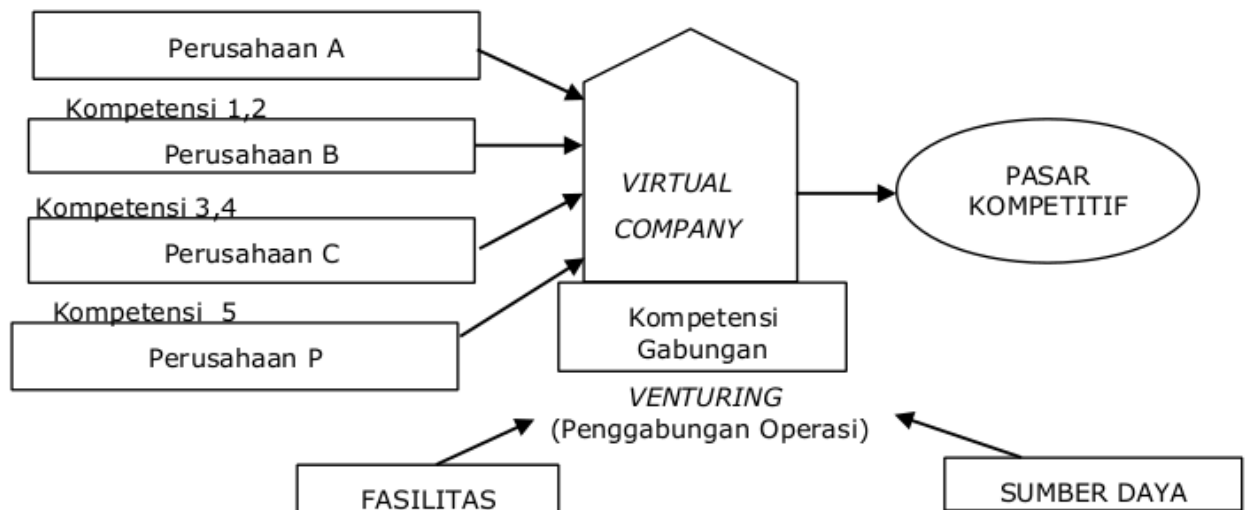 Perusahaan A
Kompetensi 1,2
Perusahaan B
Kompetensi 3,4
Perusahaan C
Kompetensi  5
Perusahaan P
VIRTUAL
COMPANY
Kompetensi
Gabungan
VENTURING
(Penggabungan Operasi)
PASAR
KOMPETITIF
FASILITAS
SUMBER DAYA